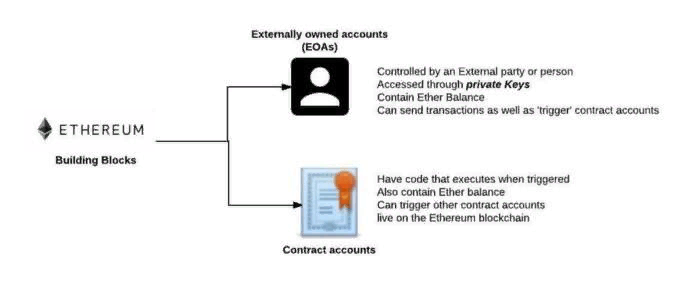 Externally owned accounts
(EOAs)
Controlled by an External party or person
Accessed through private Keys
Contain Ether Balance
Can send transactions as well as 'trigger' contract accounts
ETHEREUM
Building Blocks
Have code that executes when triggered
Also contain Ether balance
Can trigger other contract accounts
live on the Ethereum blockchain
Contract accounts